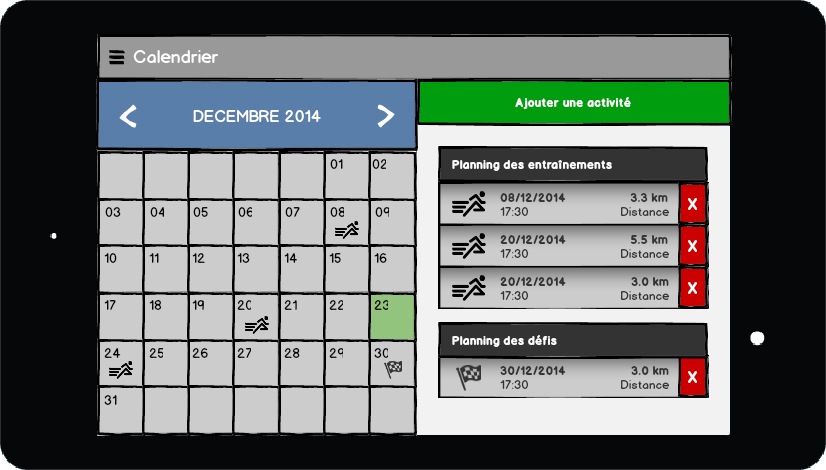 Calendrier
DECEMBRE 2014
01 02
03 04 05 06 07 08 09
10 11 12 13 14 15 16
17 18 19 20 21 22 23
24 25 26 27 28 29 30
31
Ajouter une activité
Planning des entraînements
08/12/2014 3.3 km
17:30 Distance
X
20/12/2014 5.5 km
17:30 Distance
X
20/12/2014 3.0 km
17:30 Distance
X
Planning des défis
30/12/2014 3.0 km
17:30 Distance
X